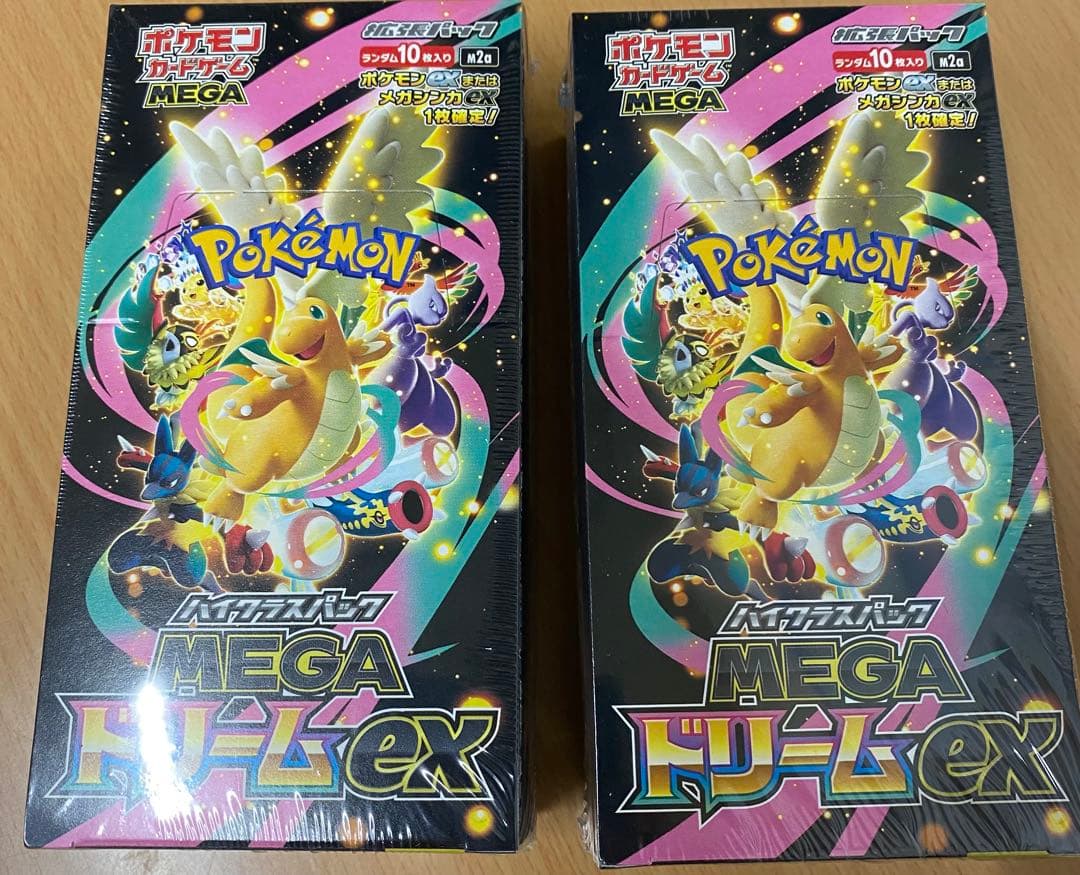 ポケモン
カードゲーム
MEGA
拡張パック
ランダム10枚入り m2a
ポケモンexまたは
メガシンカex
1枚確定!
POKéMON
TM
ハイクラスパック
MEGA
ドリームex
ポケモン
カードゲーム
MEGA
拡張パック
ランダム10枚入り m2a
ポケモンexまたは
メガシンカex
1枚確定!
POKéMON
TM
ハイクラスパック
MEGA
ドリームex